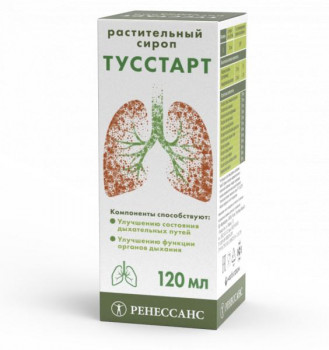 растительный
сироп
ТУССТАРТ
Компоненты способствуют:
Улучшению состояния
дыхательных путей
Улучшению функции
органов дыхания
120 мл
РЕНЕССАНС